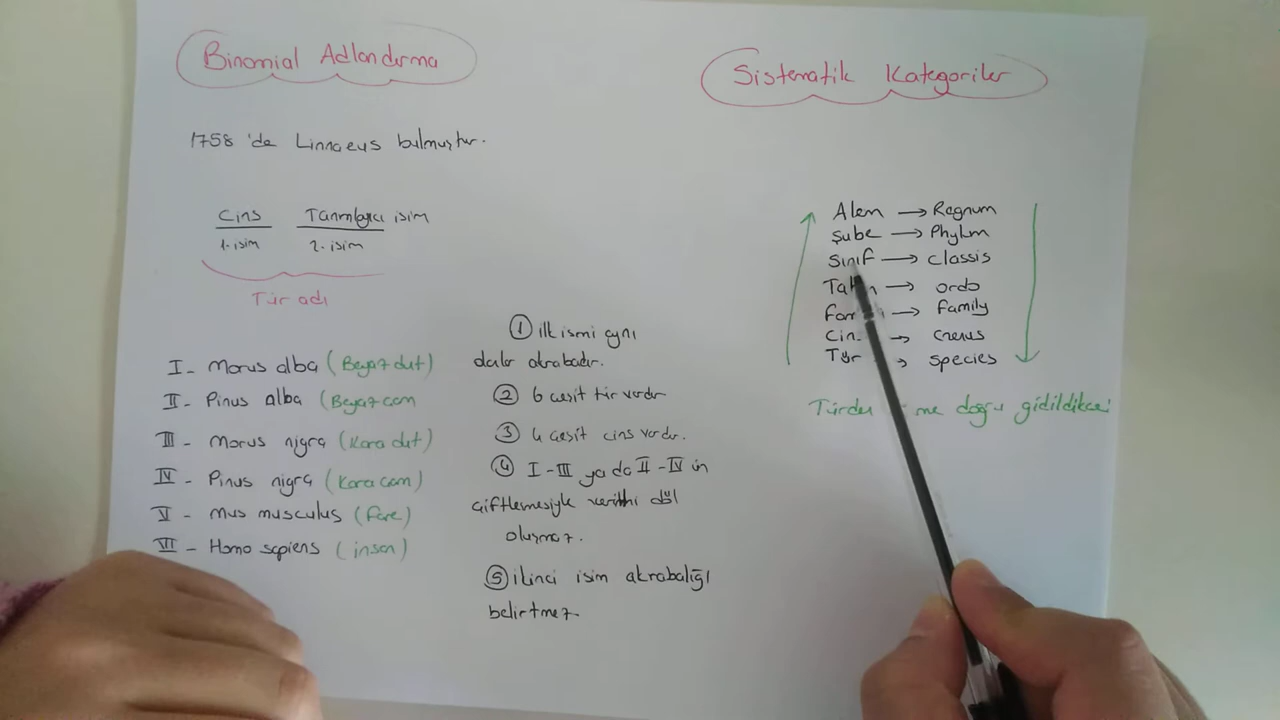 Binomial Adlandırma
1758 'de Linnaeus bulmuştur.
Cins Tanımlayıcı isim
1. isim 2. isim
Tür adı
I - Morus alba (Beyaz dut)
II - Pinus alba (Beyaz çam
III - Morus nigra (Kara dut)
IV - Pinus nigra (Kara çam)
V - Mus musculus (fare)
VI - Homo sapiens (insan)
① ilk ismi aynı
olanlar akrabadır.
② 6 çeşit tür vardır
③ 4 çeşit cins vardır.
④ I-III ya da II-IV ün
çiftleşmesiyle verimli döl
oluşmaz.
⑤ ikinci isim akrabalığı
belirtmez
Sistematik Kategoriler
Alem → Regnum
Şube → Phylum
Sınıf → classis
→ ordo
→ family
→ Genus
Tür → species
doğru gidildikçe;